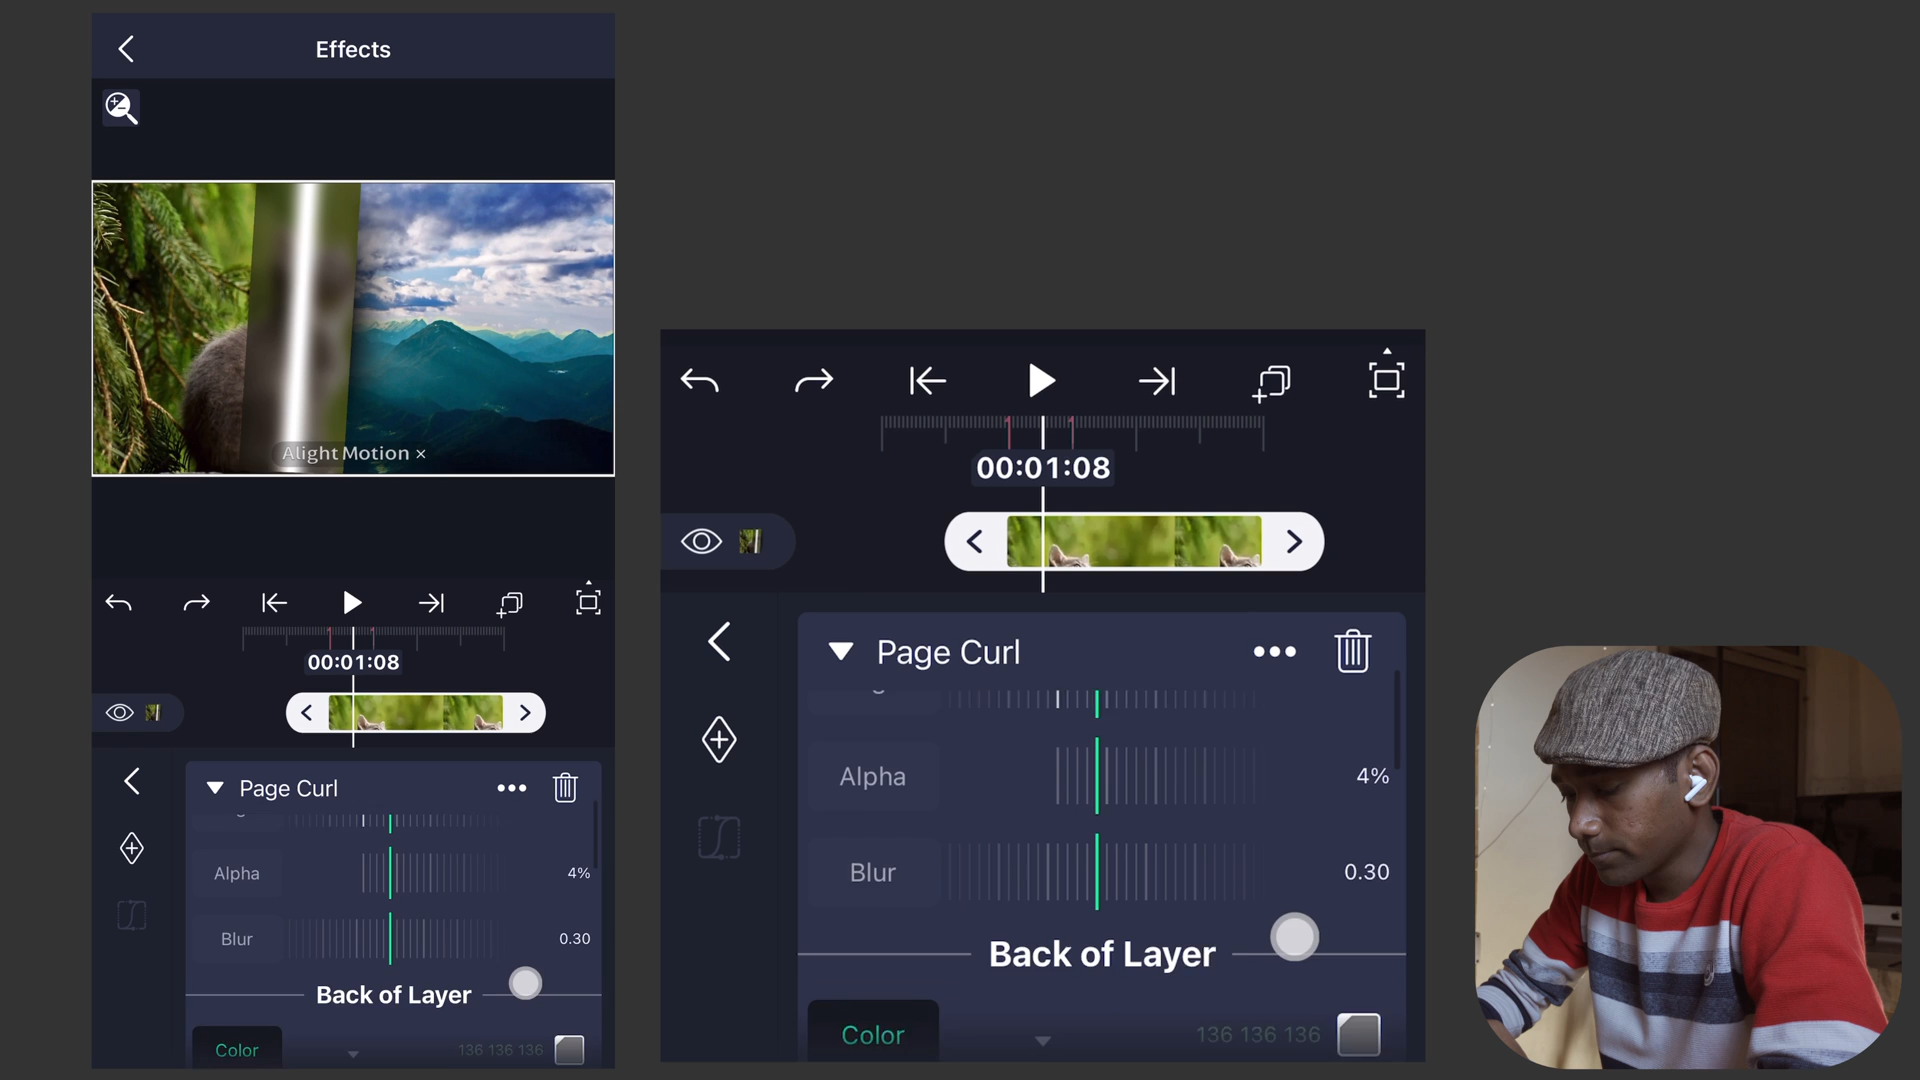 Effects
Alight Motion ×
00:01:08
Page Curl
Alpha
4%
Blur
0.30
Back of Layer
Color
136 136 136
00:01:08
Page Curl
Alpha
4%
Blur
0.30
Back of Layer
Color
136 136 136